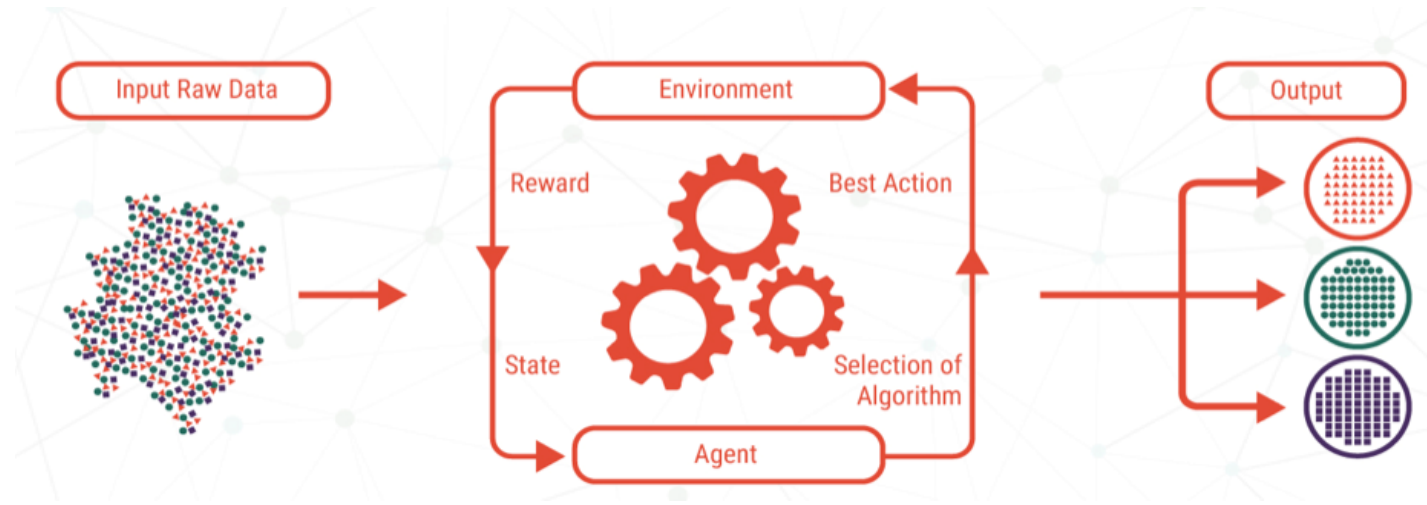 Input Raw Data
Environment
Output
Reward
Best Action
State
Selection of
Algorithm
Agent